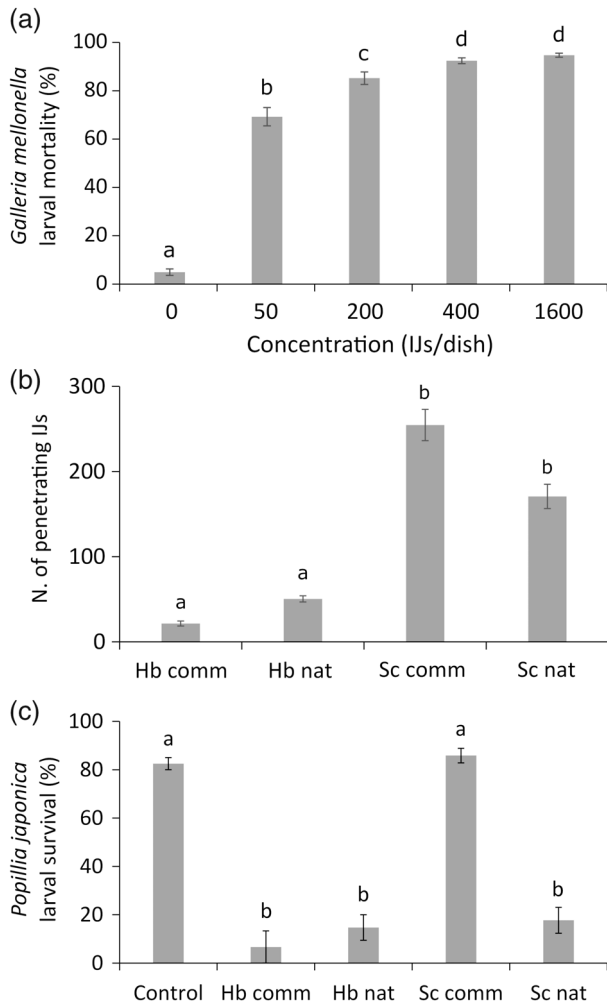 (a)
Galleria mellonella
larval mortality (%)
100
80
60
40
20
0
a
b
c
d
d
0 50 200 400 1600
Concentration (IJs/dish)
(b)
N. of penetrating IJs
300
200
100
0
a
a
b
b
Hb comm Hb nat Sc comm Sc nat
(c)
Popillia japonica
larval survival (%)
100
80
60
40
20
0
a
b
b
a
b
Control Hb comm Hb nat Sc comm Sc nat